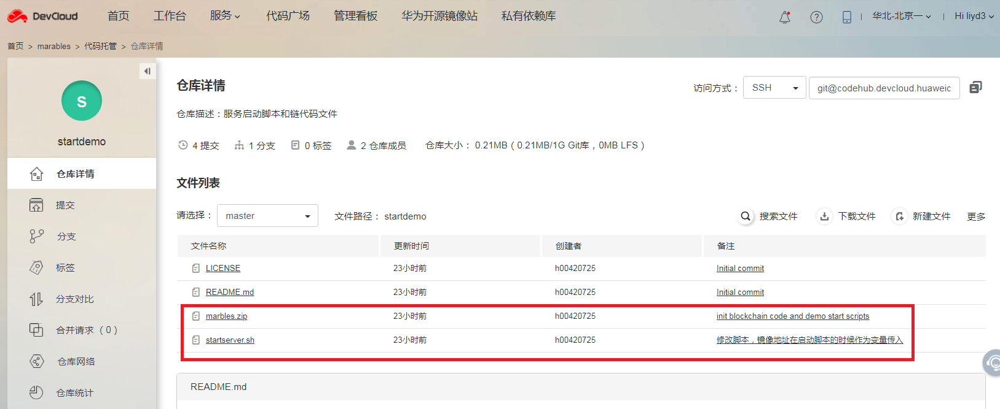 DevCloud 首页 工作台 服务 代码广场 管理看板 华为开源镜像站 私有依赖库 华北-北京一 Hi liyd3
首页 > marables > 代码托管 > 仓库详情
S
startdemo
仓库详情
提交
分支
标签
分支对比
合并请求（0）
仓库网络
仓库统计
仓库详情
访问方式： SSH git@codehub.devcloud.huaweic
仓库描述：服务启动脚本和链代码文件
4 提交 1 分支 0 标签 2 仓库成员 仓库大小： 0.21MB（0.21MB/1G Git库，0MB LFS）
文件列表
请选择： master 文件路径： startdemo 搜索文件 下载文件 新建文件 更多
文件名称 更新时间 创建者 备注
LICENSE 23小时前 h00420725 Initial commit
README.md 23小时前 h00420725 Initial commit
marbles.zip 23小时前 h00420725 init blockchain code and demo start scripts
startserver.sh 23小时前 h00420725 修改脚本，镜像地址在启动脚本的时候作为变量传入
README.md